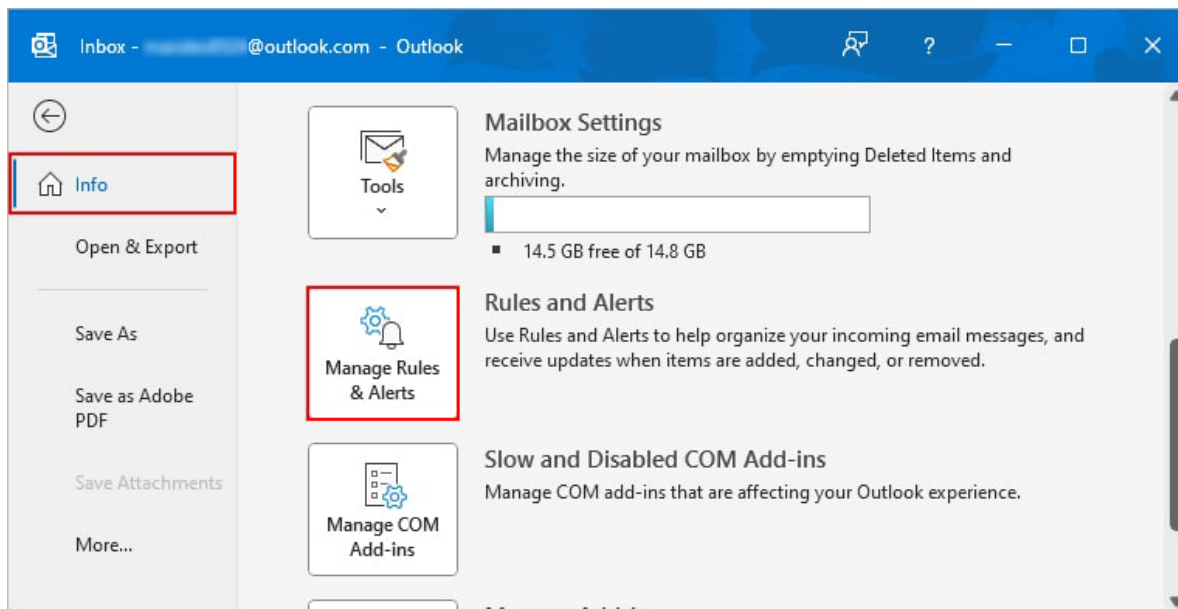 Inbox - @outlook.com - Outlook
?
Info
Open & Export
Save As
Save as Adobe
PDF
Save Attachments
More...
Tools
Mailbox Settings
Manage the size of your mailbox by emptying Deleted Items and
archiving.
14.5 GB free of 14.8 GB
Manage Rules
& Alerts
Rules and Alerts
Use Rules and Alerts to help organize your incoming email messages, and
receive updates when items are added, changed, or removed.
Manage COM
Add-ins
Slow and Disabled COM Add-ins
Manage COM add-ins that are affecting your Outlook experience.